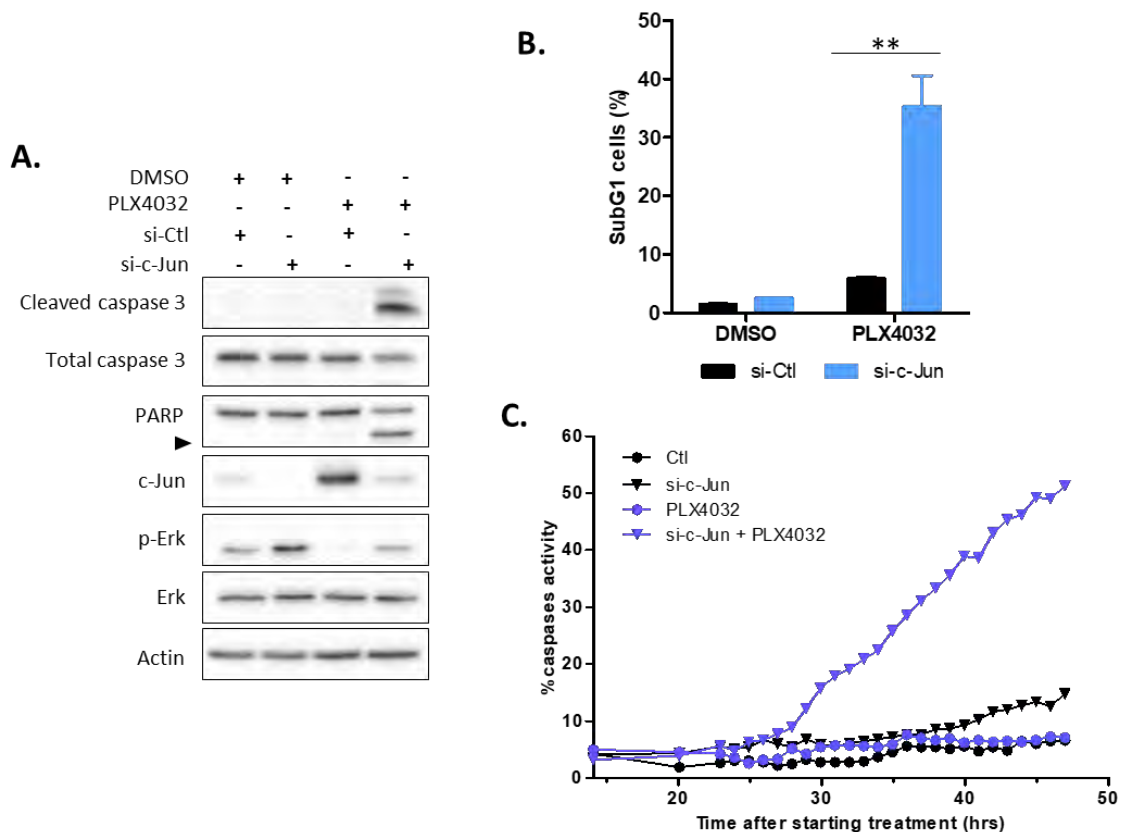 A.
DMSO + + - -
PLX4032 - - + +
si-Ctl + - + -
si-c-Jun - + - +
Cleaved caspase 3
Total caspase 3
PARP
c-Jun
p-Erk
Erk
Actin
B.
SubG1 cells (%)
50
40
30
20
10
0
**
DMSO PLX4032
si-Ctl si-c-Jun
C.
%caspases activity
60
50
40
30
20
10
0
Ctl
si-c-Jun
PLX4032
si-c-Jun + PLX4032
20 30 40 50
Time after starting treatment (hrs)